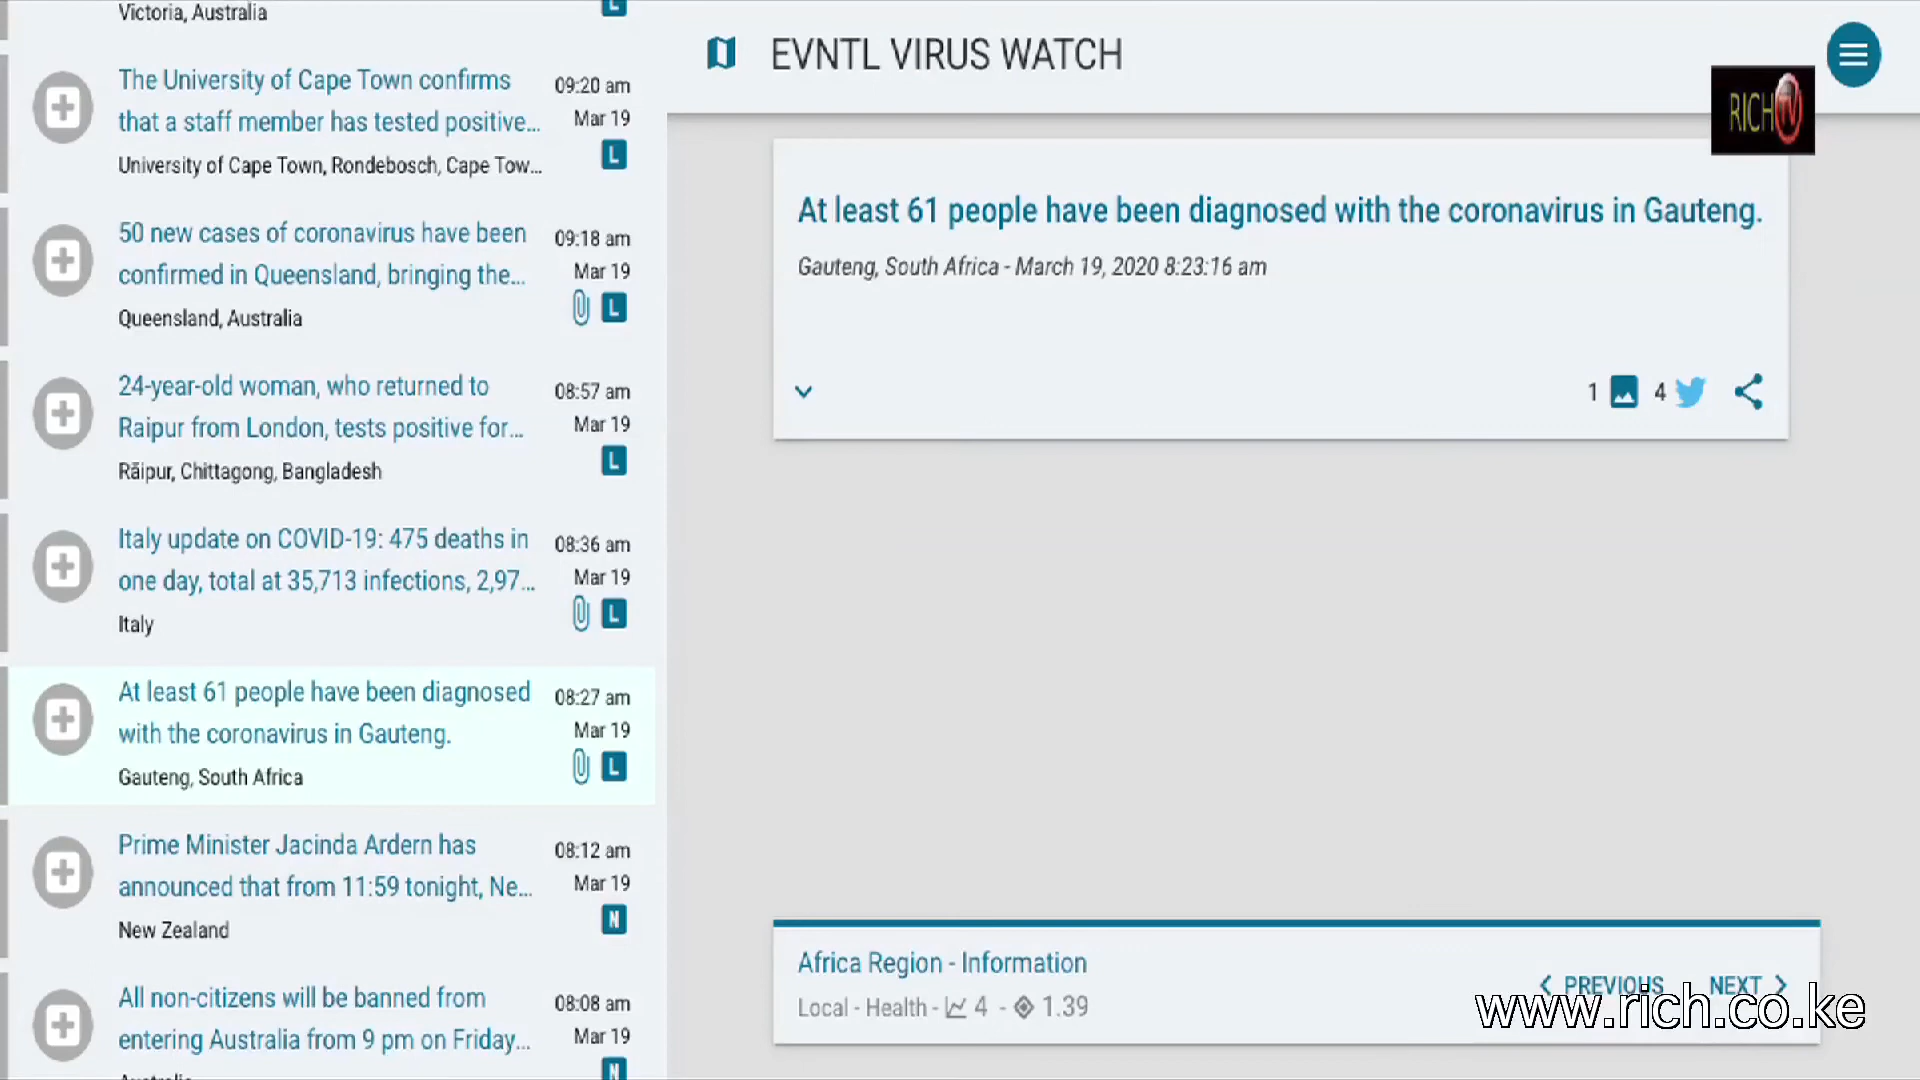 Victoria, Australia
L
The University of Cape Town confirms
that a staff member has tested positive...
University of Cape Town, Rondebosch, Cape Tow...
09:20 am
Mar 19
L
50 new cases of coronavirus have been
confirmed in Queensland, bringing the...
Queensland, Australia
09:18 am
Mar 19
L
24-year-old woman, who returned to
Raipur from London, tests positive for...
Rāipur, Chittagong, Bangladesh
08:57 am
Mar 19
L
Italy update on COVID-19: 475 deaths in
one day, total at 35,713 infections, 2,97...
Italy
08:36 am
Mar 19
L
At least 61 people have been diagnosed
with the coronavirus in Gauteng.
Gauteng, South Africa
08:27 am
Mar 19
L
Prime Minister Jacinda Ardern has
announced that from 11:59 tonight, Ne...
New Zealand
08:12 am
Mar 19
N
All non-citizens will be banned from
entering Australia from 9 pm on Friday...
Australia
08:08 am
Mar 19
N
EVNTL VIRUS WATCH
RICH TV
At least 61 people have been diagnosed with the coronavirus in Gauteng.
Gauteng, South Africa - March 19, 2020 8:23:16 am
1 4
Africa Region - Information
Local - Health - 4 - 1.39
PREVIOUS NEXT
www.rich.co.ke